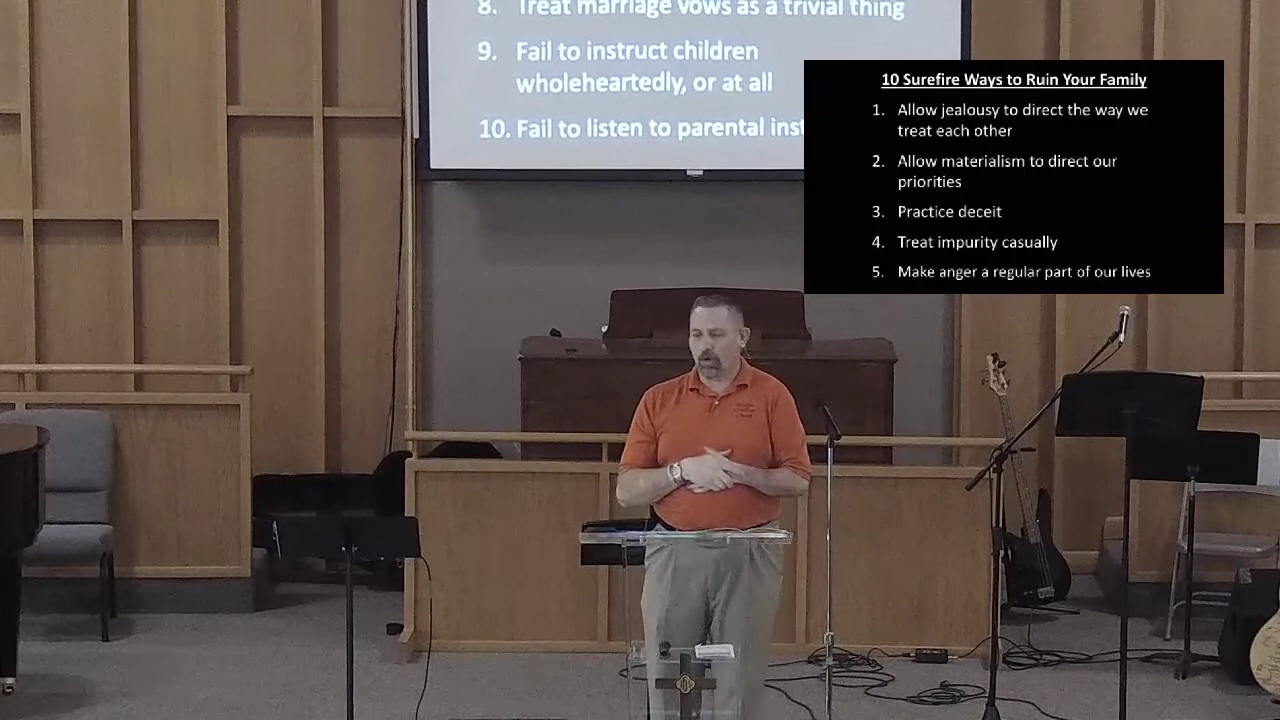 8. Treat marriage vows as a trivial thing
9. Fail to instruct children
wholeheartedly, or at all
10. Fail to listen to parental
10 Surefire Ways to Ruin Your Family
1. Allow jealousy to direct the way we
treat each other
2. Allow materialism to direct our
priorities
3. Practice deceit
4. Treat impurity casually
5. Make anger a regular part of our lives